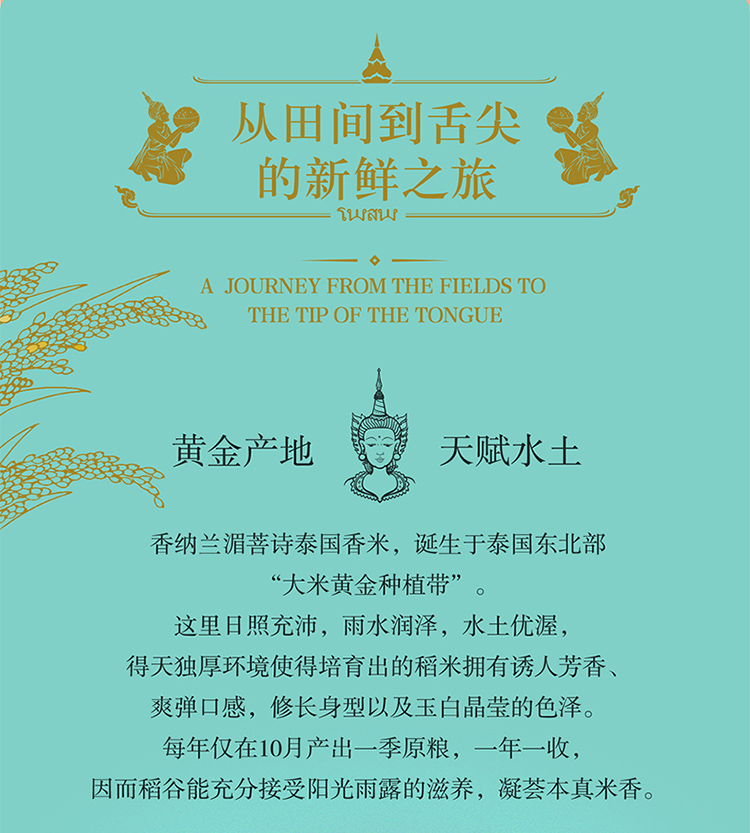 从田间到舌尖
的新鲜之旅
A JOURNEY FROM THE FIELDS TO
THE TIP OF THE TONGUE
黄金产地 天赋水土
香纳兰湄菩诗泰国香米，诞生于泰国东北部
“大米黄金种植带”。
这里日照充沛，雨水润泽，水土优渥，
得天独厚环境使得培育出的稻米拥有诱人芳香、
爽弹口感，修长身型以及玉白晶莹的色泽。
每年仅在10月产出一季原粮，一年一收，
因而稻谷能充分接受阳光雨露的滋养，凝荟本真米香。